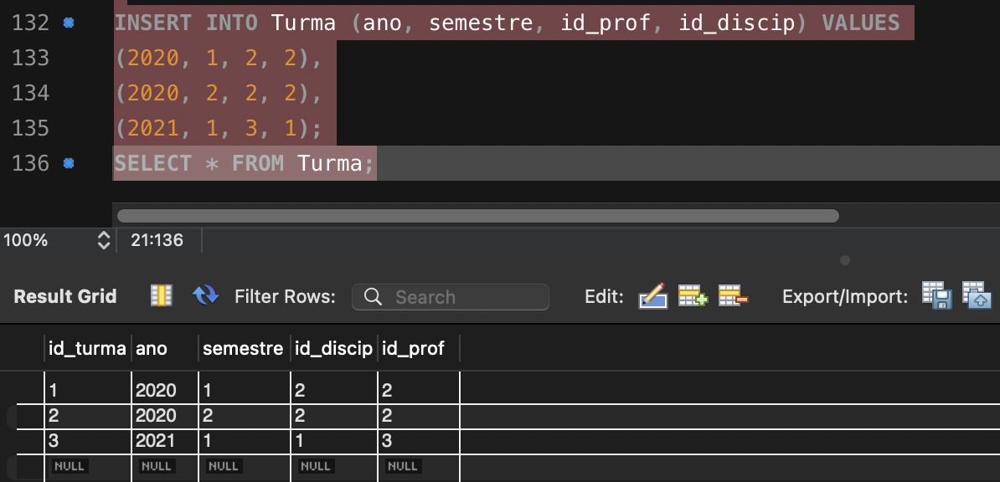 132 INSERT INTO Turma (ano, semestre, id_prof, id_discip) VALUES
133 (2020, 1, 2, 2),
134 (2020, 2, 2, 2),
135 (2021, 1, 3, 1);
136 SELECT * FROM Turma;
100% 21:136
Result Grid Filter Rows: Search Edit: Export/Import:
id_turma ano semestre id_discip id_prof
1 2020 1 2 2
2 2020 2 2 2
3 2021 1 1 3
NULL NULL NULL NULL NULL